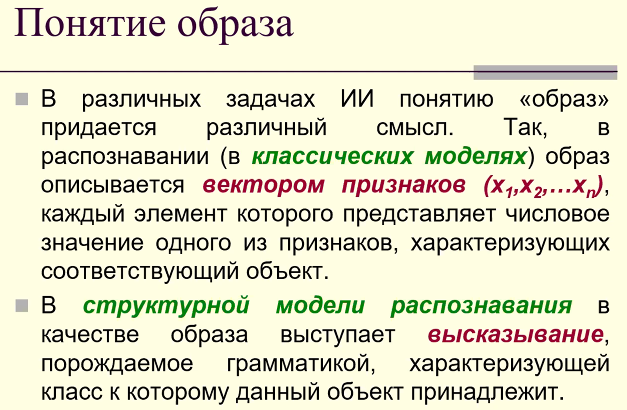 Понятие образа
В различных задачах ИИ понятию «образ»
придается различный смысл. Так, в
распознавании (в классических моделях) образ
описывается вектором признаков (x1,x2,…xn),
каждый элемент которого представляет числовое
значение одного из признаков, характеризующих
соответствующий объект.
В структурной модели распознавания в
качестве образа выступает высказывание,
порождаемое грамматикой, характеризующей
класс к которому данный объект принадлежит.